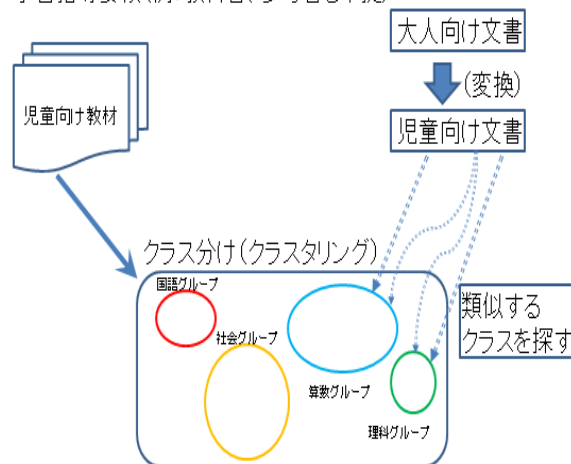 大人向け文書
(変換)
児童向け教材
児童向け文書
クラス分け(クラスタリング)
国語グループ
社会グループ
算数グループ
理科グループ
類似する
クラスを探す